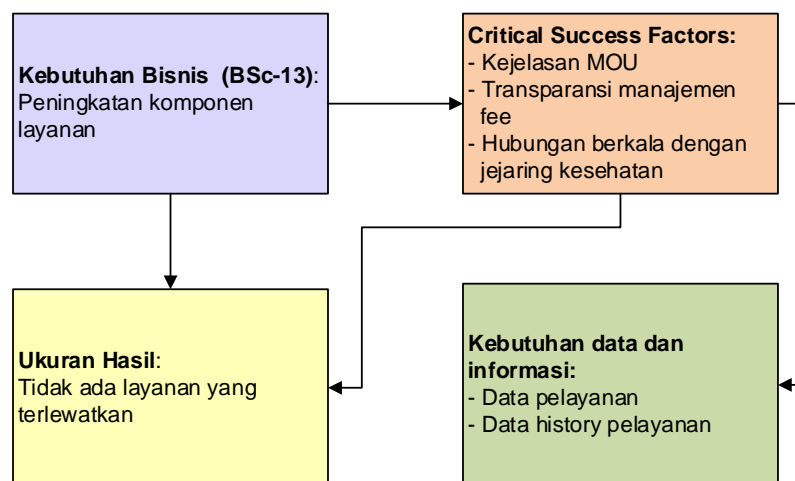 Kebutuhan Bisnis  (BSc-13):
Peningkatan komponen
layanan
Critical Success Factors:
- Kejelasan MOU
- Transparansi manajemen
fee
- Hubungan berkala dengan
jejaring kesehatan
Ukuran Hasil:
Tidak ada layanan yang
terlewatkan
Kebutuhan data dan
informasi:
- Data pelayanan
- Data history pelayanan